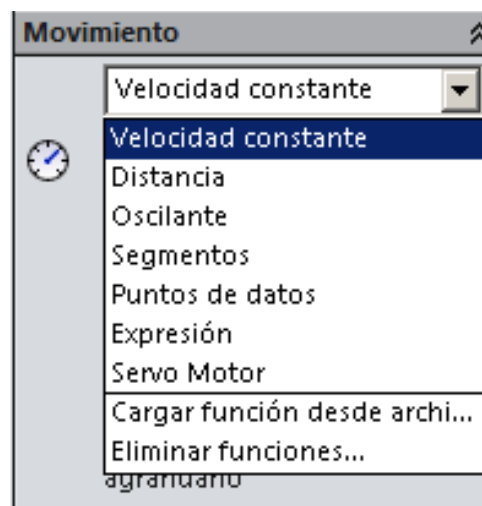 Movimiento
Velocidad constante
Velocidad constante
Distancia
Oscilante
Segmentos
Puntos de datos
Expresión
Servo Motor
Cargar función desde archi...
Eliminar funciones...